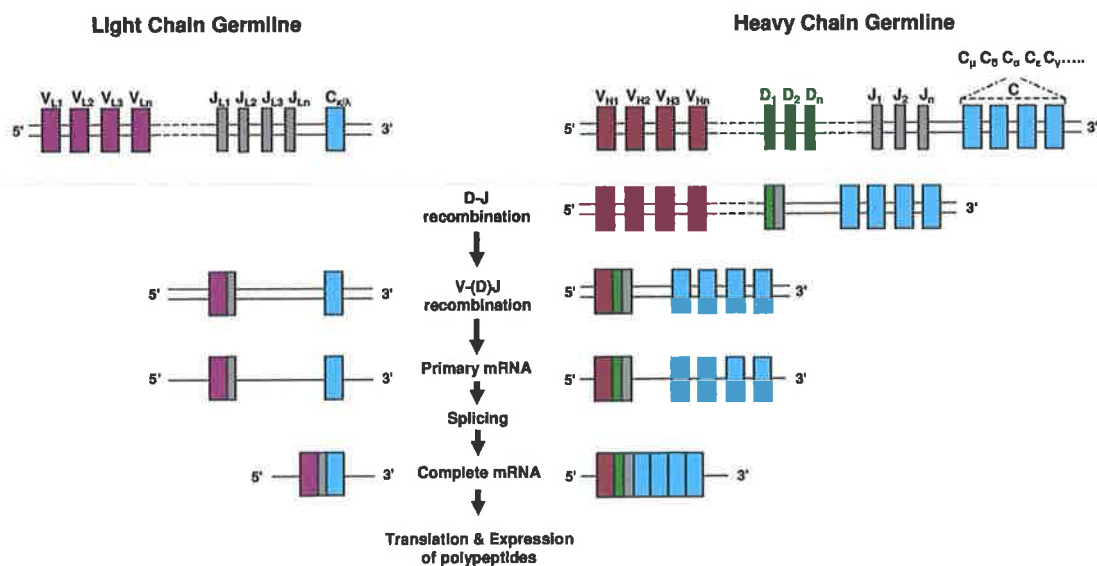 Light Chain Germline
Heavy Chain Germline
Cμ Cδ Cα Cε Cγ.....
C
VL1 VL2 VL3 VLn
JL1 JL2 JL3 JLn
Cκ/λ
5'
3'
VH1 VH2 VH3 VHn
D1 D2 Dn
J1 J2 Jn
5'
3'
D-J
recombination
5'
3'
V-(D)J
recombination
5'
3'
5'
3'
Primary mRNA
5'
3'
5'
3'
Splicing
Complete mRNA
5'
3'
5'
3'
Translation & Expression
of polypeptides